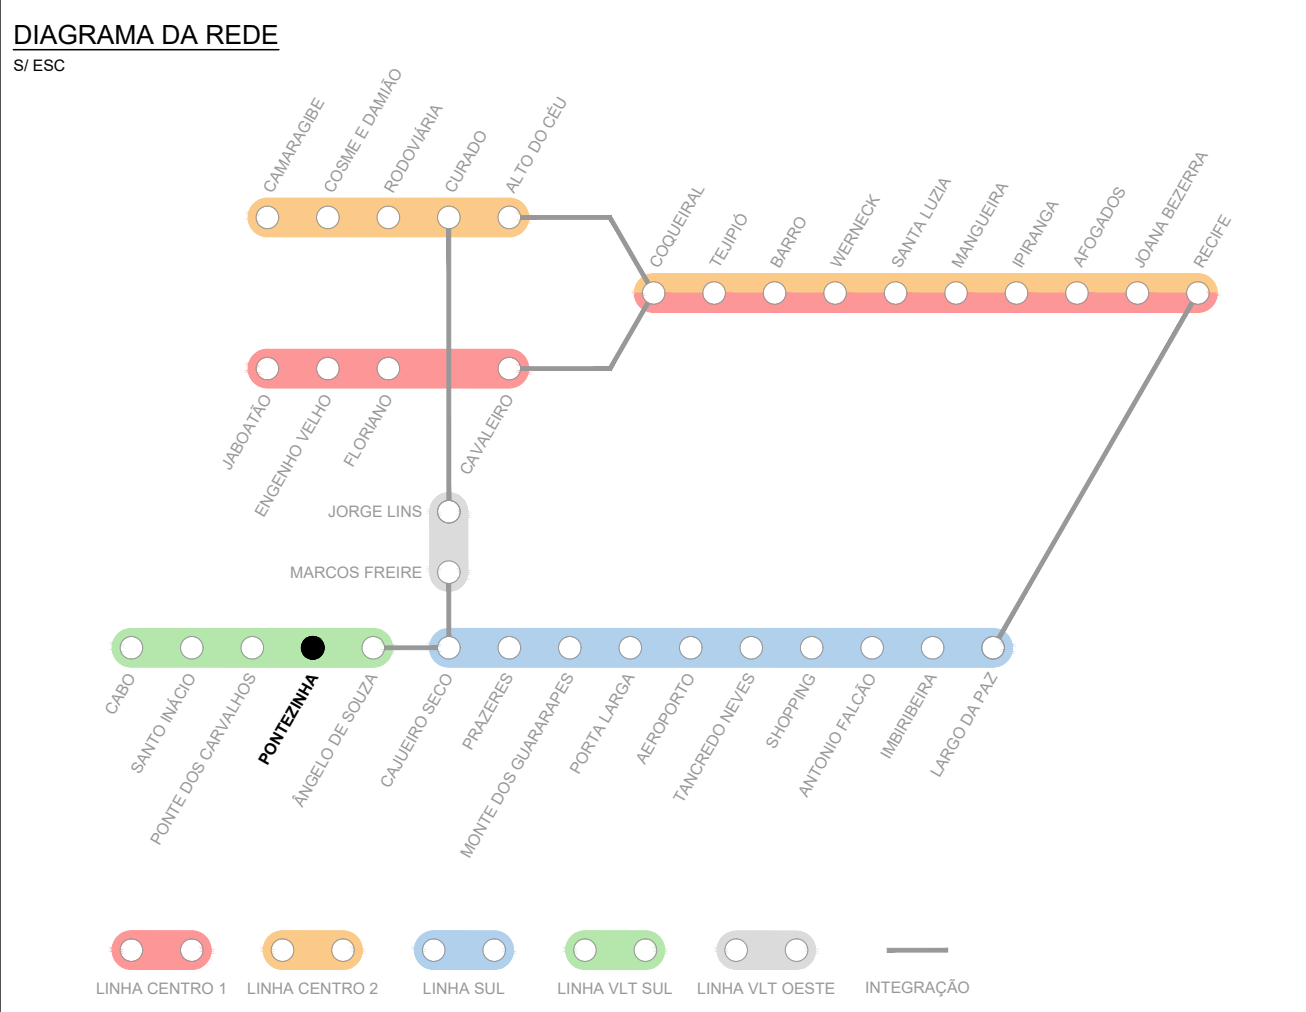 DIAGRAMA DA REDE
S/ ESC
CAMARAGIBE
COSME E DAMIÃO
RODOVIÁRIA
CURADO
ALTO DO CÉU
COQUEIRAL
TEJIPIÓ
BARRO
WERNECK
SANTA LUZIA
MANGUEIRA
IPIRANGA
AFOGADOS
JOANA BEZERRA
RECIFE
JABOATÃO
ENGENHO VELHO
FLORIANO
CAVALEIRO
JORGE LINS
MARCOS FREIRE
CABO
SANTO INÁCIO
PONTE DOS CARVALHOS
PONTEZINHA
ÂNGELO DE SOUZA
CAJUEIRO SECO
PRAZERES
MONTE DOS GUARARAPES
PORTA LARGA
AEROPORTO
TANCREDO NEVES
SHOPPING
ANTONIO FALCÃO
IMBIRIBEIRA
LARGO DA PAZ
LINHA CENTRO 1
LINHA CENTRO 2
LINHA SUL
LINHA VLT SUL
LINHA VLT OESTE
INTEGRAÇÃO